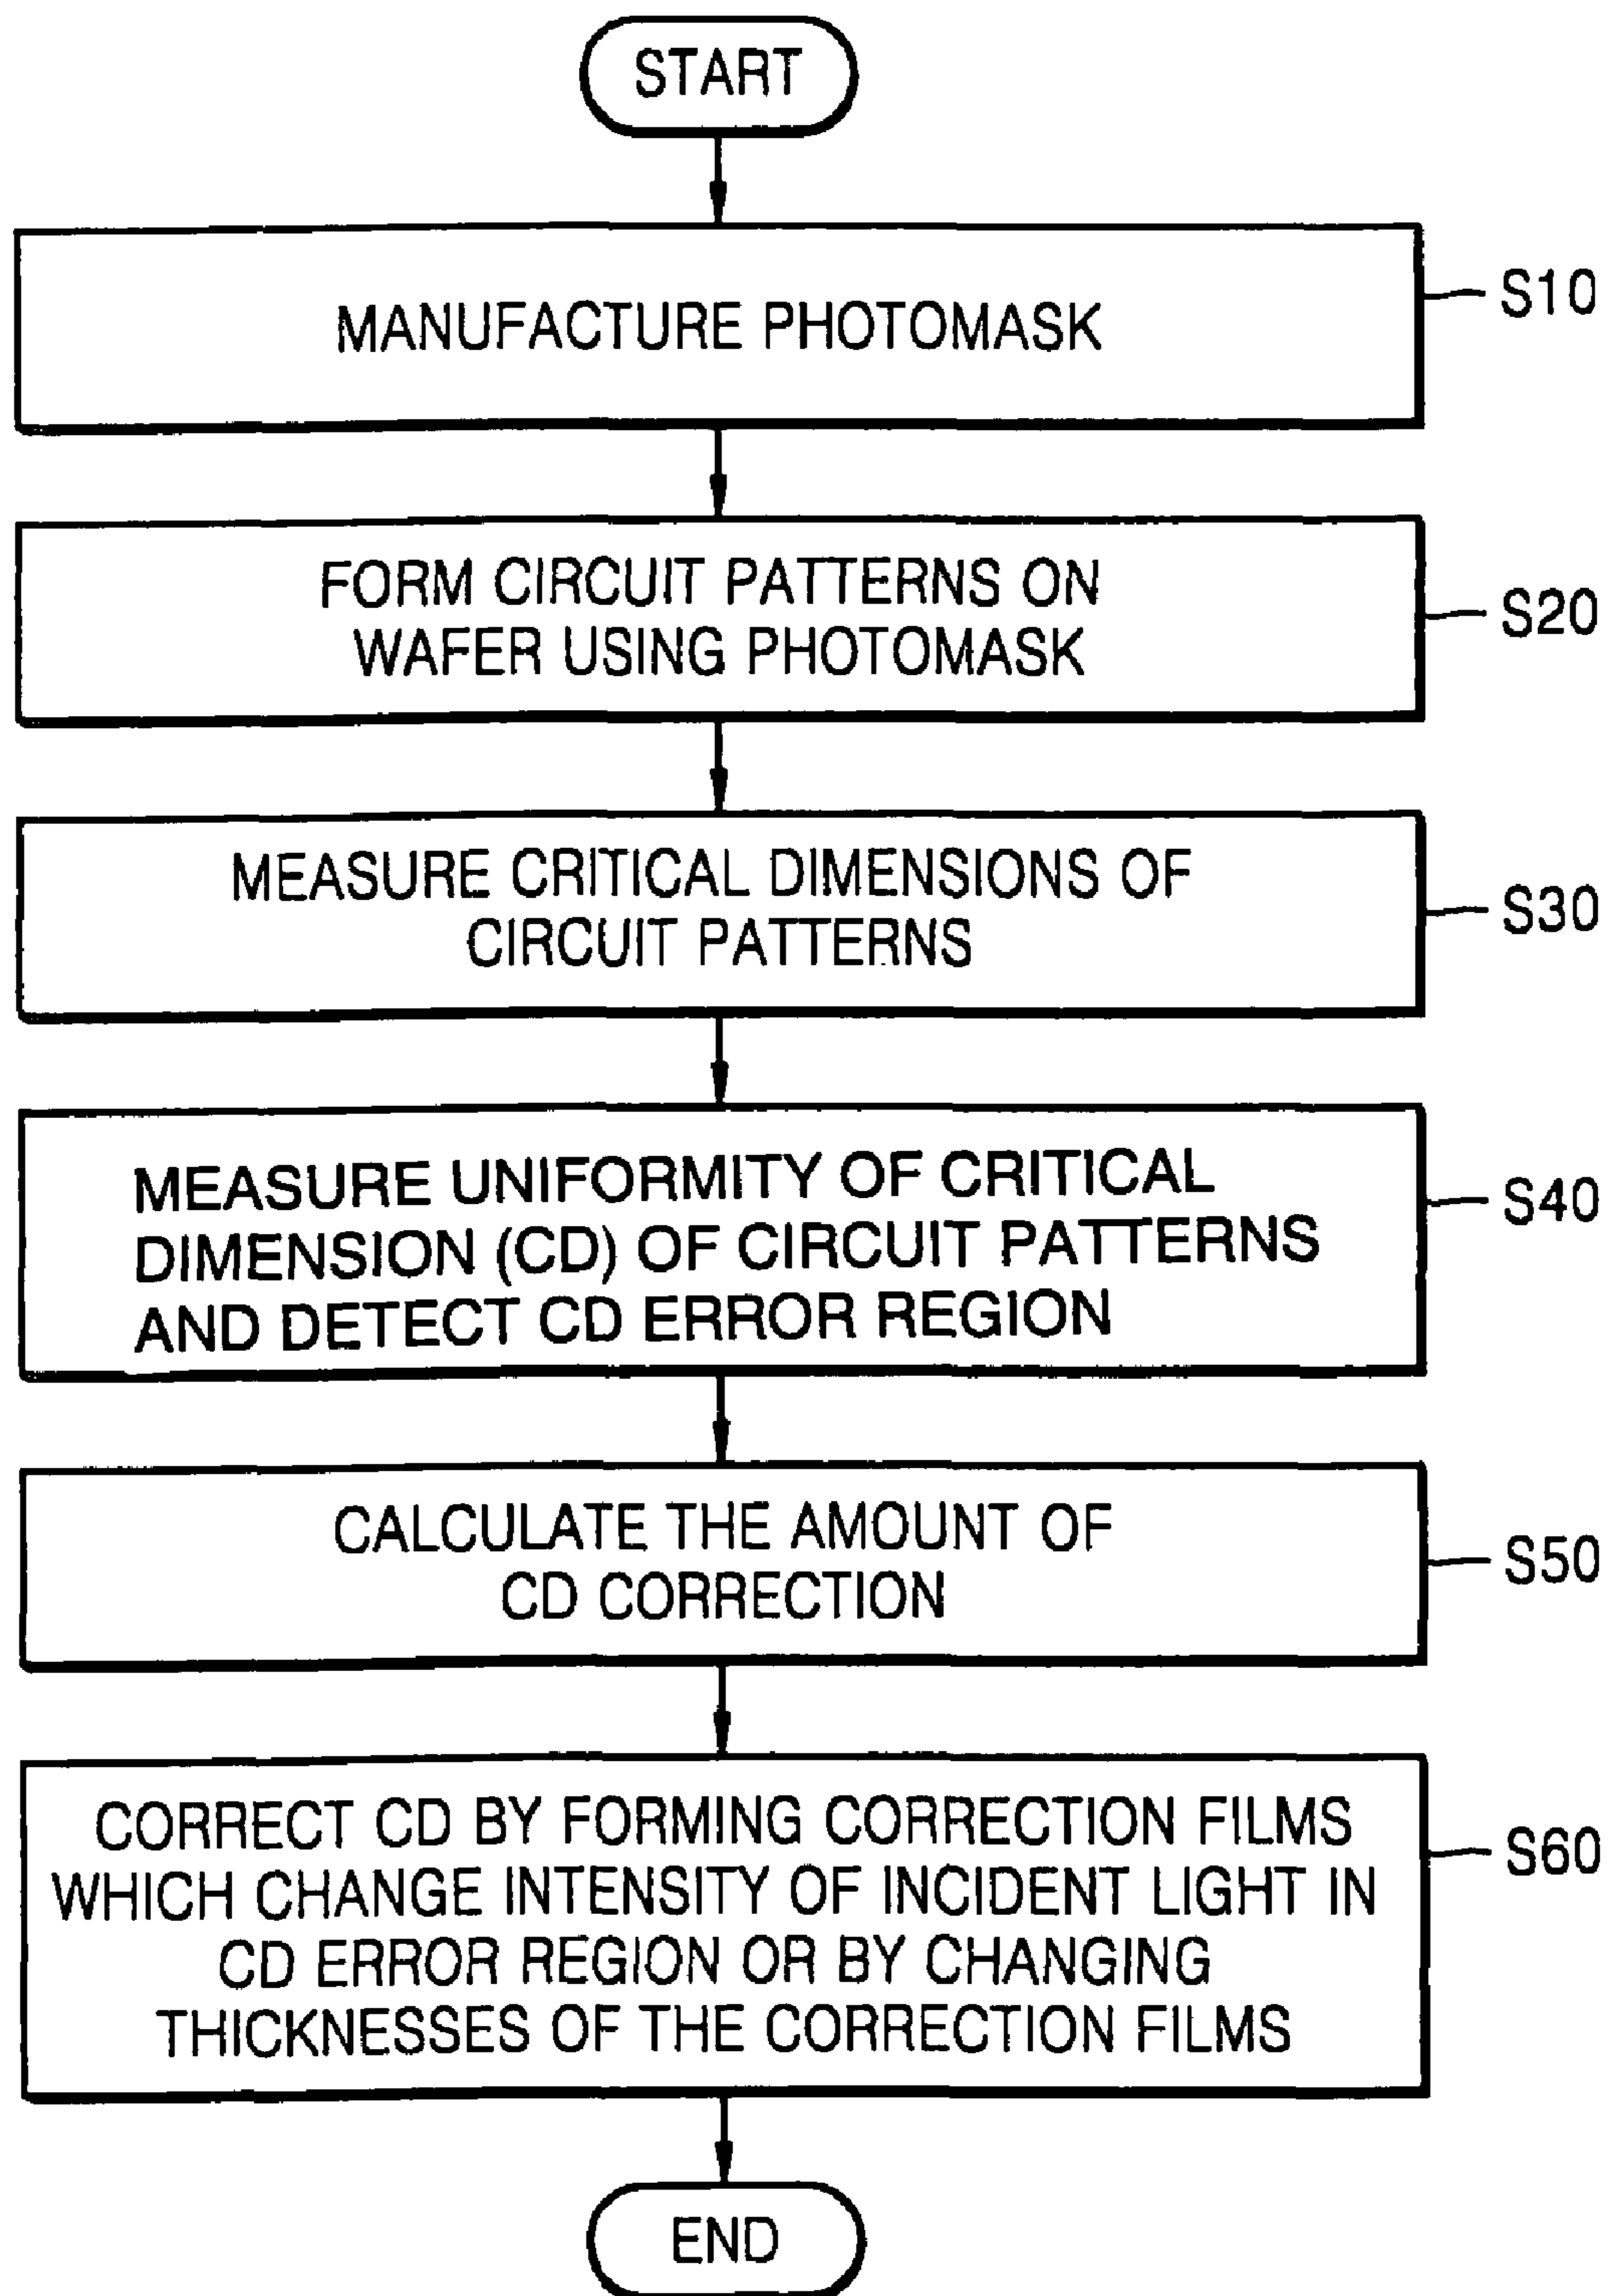 START
MANUFACTURE PHOTOMASK
S10
FORM CIRCUIT PATTERNS ON
WAFER USING PHOTOMASK
S20
MEASURE CRITICAL DIMENSIONS OF
CIRCUIT PATTERNS
S30
MEASURE UNIFORMITY OF CRITICAL
DIMENSION (CD) OF CIRCUIT PATTERNS
AND DETECT CD ERROR REGION
S40
CALCULATE THE AMOUNT OF
CD CORRECTION
S50
CORRECT CD BY FORMING CORRECTION FILMS
WHICH CHANGE INTENSITY OF INCIDENT LIGHT IN
CD ERROR REGION OR BY CHANGING
THICKNESSES OF THE CORRECTION FILMS
S60
END